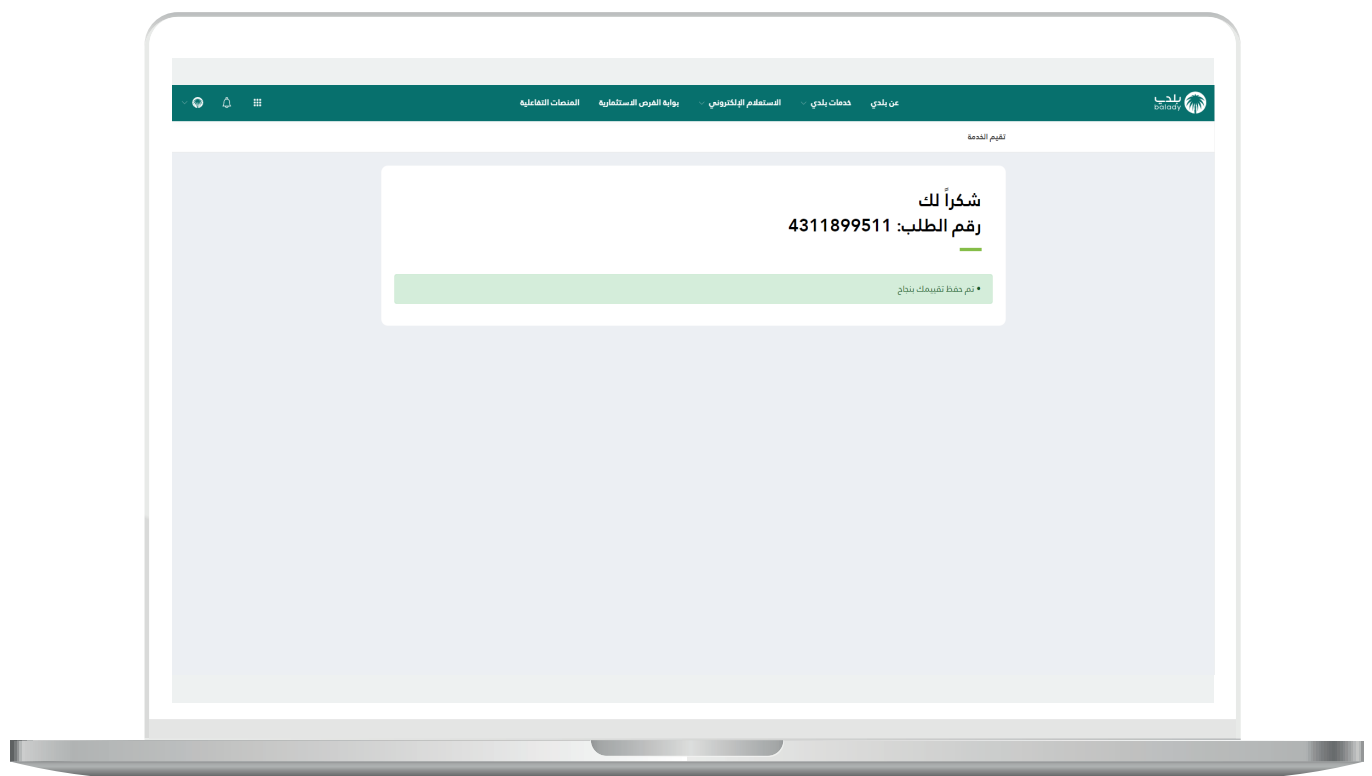 بلدي
balady
عن بلدي
خدمات بلدي
الاستعلام الإلكتروني
بوابة الفرص الاستثمارية
المنصات التفاعلية
تقيم الخدمة
شكراً لك
رقم الطلب: 4311899511
• تم حفظ تقييمك بنجاح